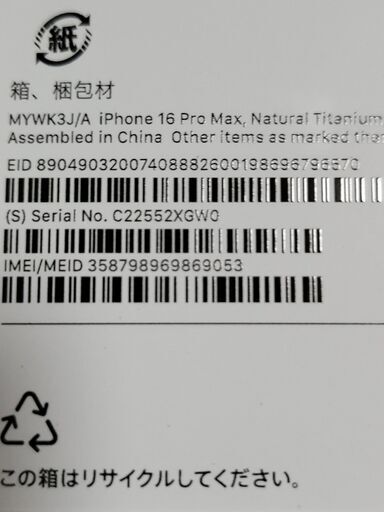 紙
箱、梱包材
MYWK3J/A iPhone 16 Pro Max, Natural Titanium,
Assembled in China Other items as marked ther
EID 89049032007408882600198696796670
(S) Serial No. C22552XGW0
IMEI/MEID 358798969869053
この箱はリサイクルしてください。